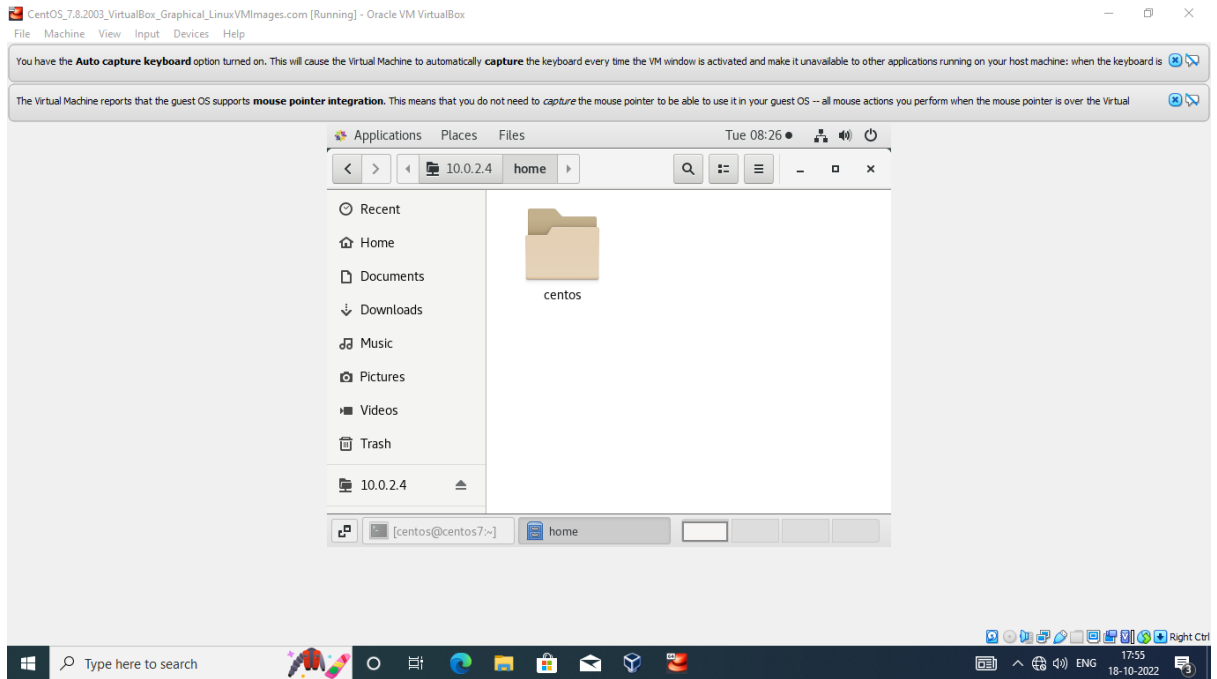 CentOS_7.8.2003_VirtualBox_Graphical_LinuxVMImages.com [Running] - Oracle VM VirtualBox
File Machine View Input Devices Help
You have the Auto capture keyboard option turned on. This will cause the Virtual Machine to automatically capture the keyboard every time the VM window is activated and make it unavailable to other applications running on your host machine: when the keyboard is
The Virtual Machine reports that the guest OS supports mouse pointer integration. This means that you do not need to capture the mouse pointer to be able to use it in your guest OS -- all mouse actions you perform when the mouse pointer is over the Virtual
Applications Places Files Tue 08:26
10.0.2.4 home
Recent
Home
Documents
Downloads
Music
Pictures
Videos
Trash
10.0.2.4
centos
[centos@centos7:~] home
Right Ctrl
Type here to search
ENG
17:55
18-10-2022
3